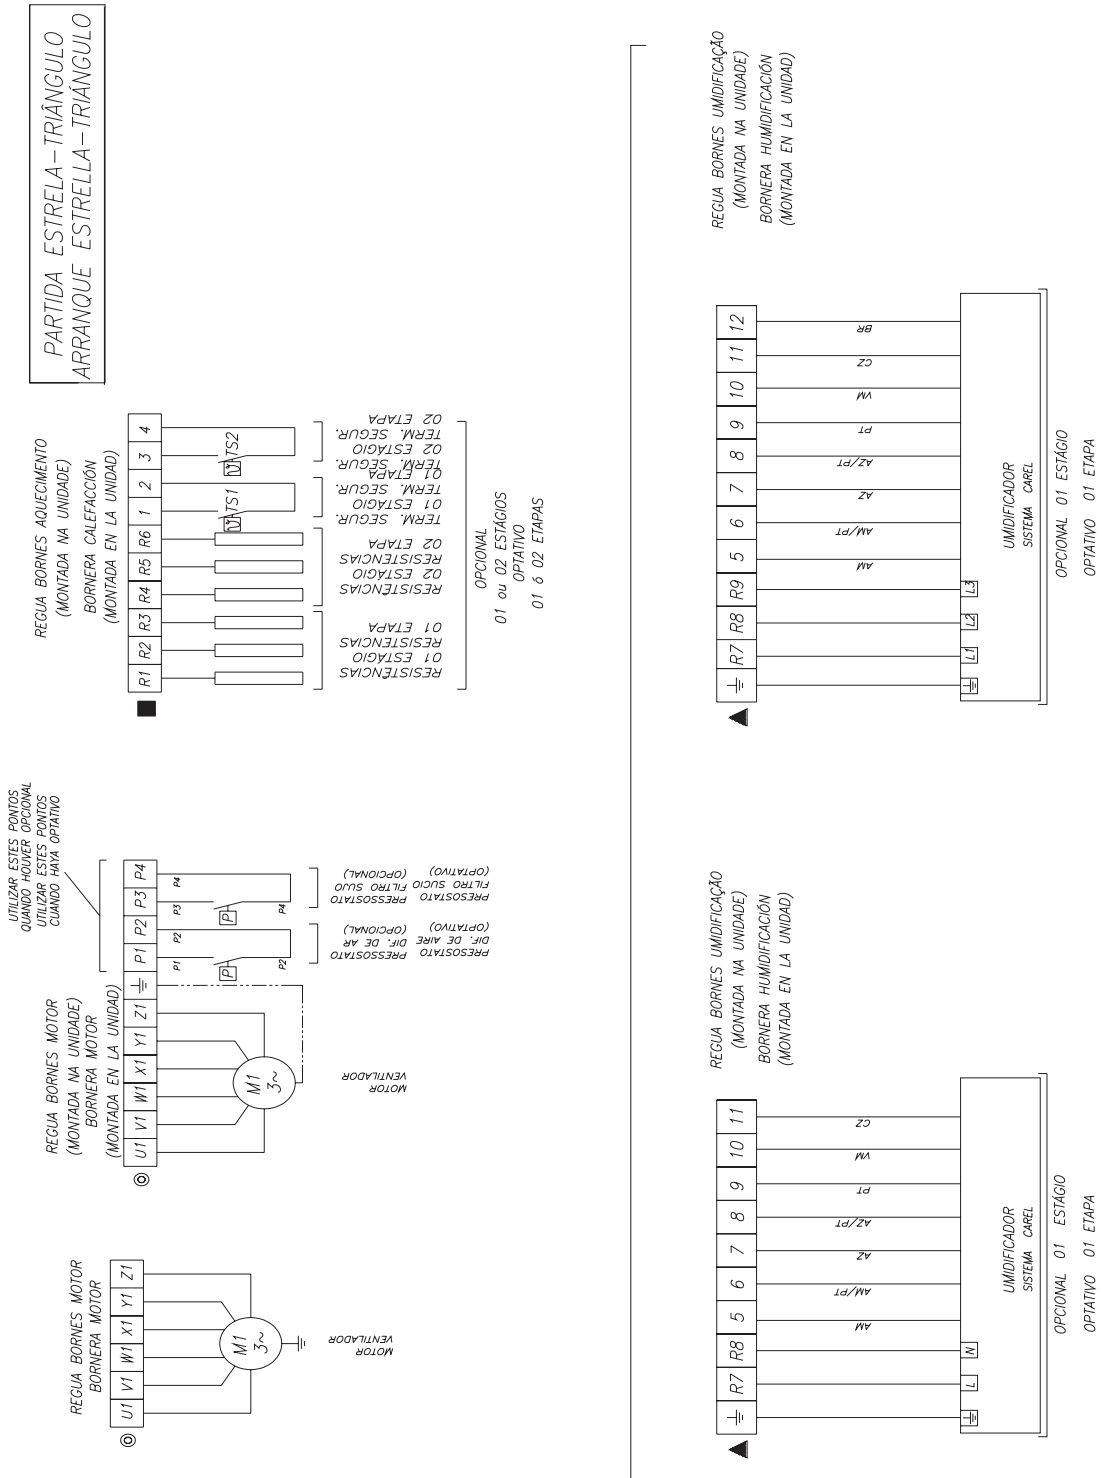 PARTIDA ESTRELA-TRIÂNGULO
ARRANQUE ESTRELLA-TRIÁNGULO
REGUA BORNES MOTOR
BORNERA MOTOR
U1 V1 W1 X1 Y1 Z1
M1
3~
MOTOR
VENTILADOR
UTILIZAR ESTES PONTOS
QUANDO HOUVER OPCIONAL
UTILIZAR ESTES PONTOS
CUANDO HAYA OPTATIVO
REGUA BORNES MOTOR
(MONTADA NA UNIDADE)
BORNERA MOTOR
(MONTADA EN LA UNIDAD)
U1 V1 W1 X1 Y1 Z1 P1 P2 P3 P4
P1 P2 P3 P4
P P
P2 P4
M1
3~
MOTOR
VENTILADOR
PRESSOSTATO
DIF. DE AR
(OPCIONAL)
PRESOSTATO
DIF. DE AIRE
(OPTATIVO)
PRESSOSTATO
FILTRO SUJO
(OPCIONAL)
PRESOSTATO
FILTRO SUCIO
(OPTATIVO)
REGUA BORNES AQUECIMENTO
(MONTADA NA UNIDADE)
BORNERA CALEFACCIÓN
(MONTADA EN LA UNIDAD)
R1 R2 R3 R4 R5 R6 1 2 3 4
TS1 TS2
RESISTÊNCIAS
01 ESTÁGIO
RESISTÊNCIAS
01 ETAPA
RESISTÊNCIAS
02 ESTÁGIO
RESISTÊNCIAS
02 ETAPA
TERM. SEGUR.
01 ESTÁGIO
TERM. SEGUR.
01 ETAPA
TERM. SEGUR.
02 ESTÁGIO
TERM. SEGUR.
02 ETAPA
OPCIONAL
01 ou 02 ESTÁGIOS
OPTATIVO
01 ó 02 ETAPAS
REGUA BORNES UMIDIFICAÇÃO
(MONTADA NA UNIDADE)
BORNERA HUMIDIFICACIÓN
(MONTADA EN LA UNIDAD)
R7 R8 5 6 7 8 9 10 11
AM AM/PT AZ AZ/PT PT VM CZ
L N
UMIDIFICADOR
SISTEMA CAREL
OPCIONAL 01 ESTÁGIO
OPTATIVO 01 ETAPA
REGUA BORNES UMIDIFICAÇÃO
(MONTADA NA UNIDADE)
BORNERA HUMIDIFICACIÓN
(MONTADA EN LA UNIDAD)
R7 R8 R9 5 6 7 8 9 10 11 12
AM AM/PT AZ AZ/PT PT VM CZ BR
L1 L2 L3
UMIDIFICADOR
SISTEMA CAREL
OPCIONAL 01 ESTÁGIO
OPTATIVO 01 ETAPA